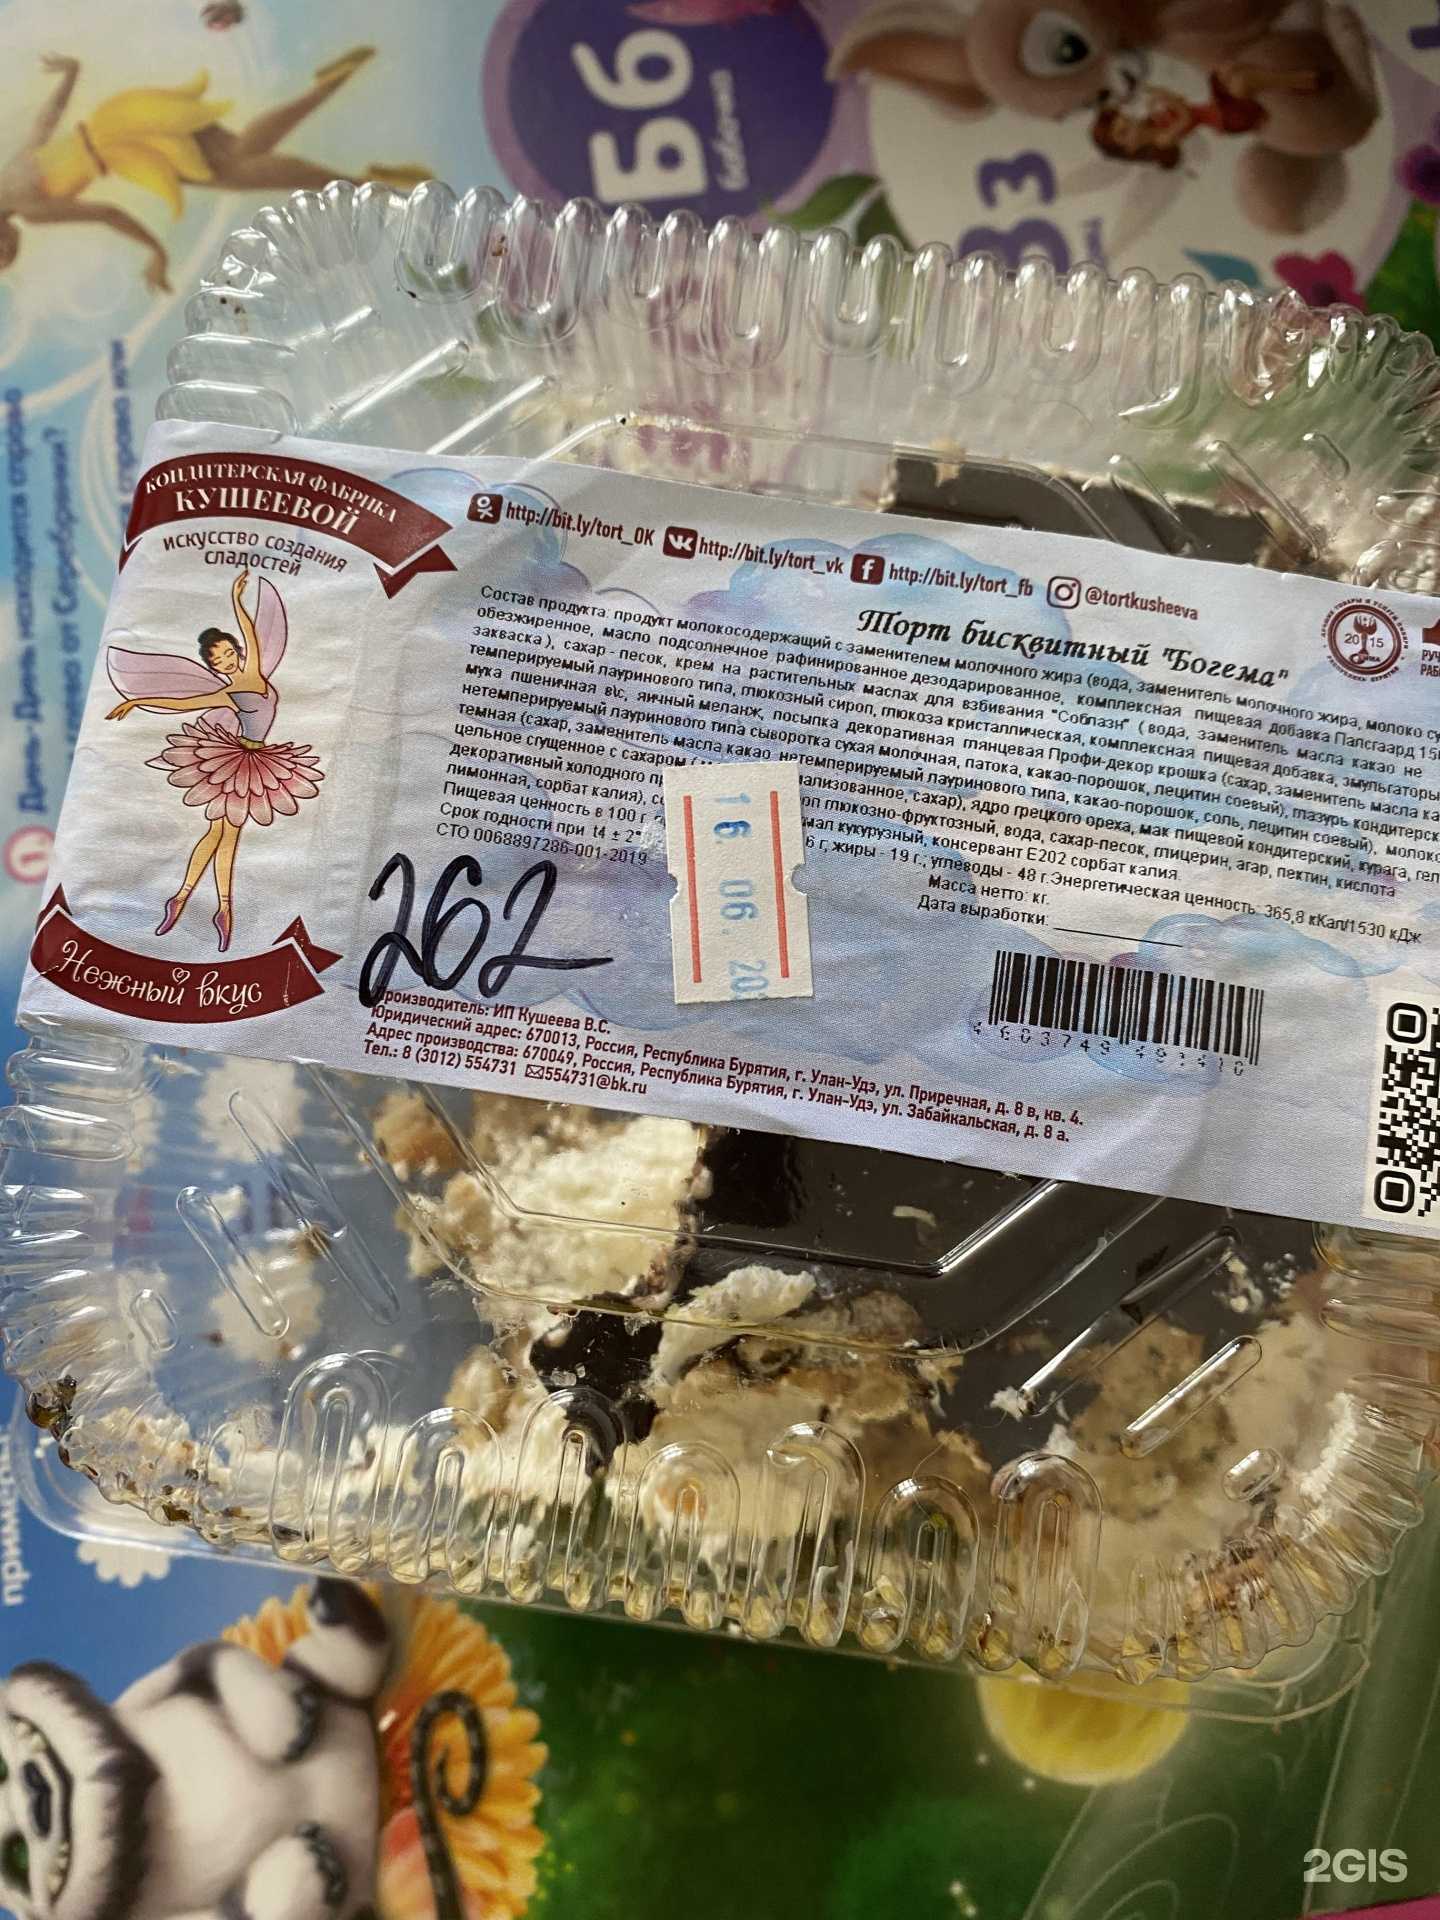 Бб
бабочка
Зз
КОНДИТЕРСКАЯ ФАБРИКА
КУШЕЕВОЙ
ИСКУССТВО СОЗДАНИЯ
СЛАДОСТЕЙ
Нежный вкус
http://bit.ly/tort_OK http://bit.ly/tort_vk http://bit.ly/tort_fb @tortkusheeva
Торт бисквитный "Богема"
2015
Состав продукта: продукт молокосодержащий с заменителем молочного жира (вода, заменитель молочного жира, молоко
обезжиренное, масло подсолнечное рафинированное дезодарированное, комплексная пищевая добавка Палсгаард
закваска), сахар - песок, крем на растительных маслах для взбивания "Соблазн" (вода, заменитель масла какао не
темперируемый лауринового типа, глюкозный сироп, глюкоза кристаллическая, комплексная пищевая добавка, эмульгаторы
мука пшеничная в\с, яичный меланж, посыпка декоративная глянцевая Профи-декор крошка (сахар, заменитель масла
нетемперируемый лауринового типа сыворотка сухая молочная, патока, какао-порошок, лецитин соевый), глазурь
темная (сахар, заменитель масла какао нетемперируемый лауринового типа, какао-порошок, соль, лецитин соевый),
цельное сгущенное с сахаром сахар), ядро грецкого ореха, мак пищевой кондитерский, курага,
декоративный холодного глюкозно-фруктозный, вода, сахар-песок, глицерин, агар, пектин, кислота
лимонная, сорбат калия), кукурузный, консервант Е202 сорбат калия.
Пищевая ценность в 100 г. 6 г, жиры - 19 г., углеводы - 48 г.Энергетическая ценность: 365,8 кКал/1530 кДж
Срок годности при t4 ± 2° Масса нетто: кг.
СТО 0068897286-001-2019 Дата выработки:
16. 06. 20
262
Производитель: ИП Кушеева В.С.
Юридический адрес: 670013, Россия, Республика Бурятия, г. Улан-Удэ, ул. Приречная, д. 8 в, кв. 4.
Адрес производства: 670049, Россия, Республика Бурятия, г. Улан-Удэ, ул. Забайкальская, д. 8 а.
Тел.: 8 (3012) 554731 554731@bk.ru
2GIS